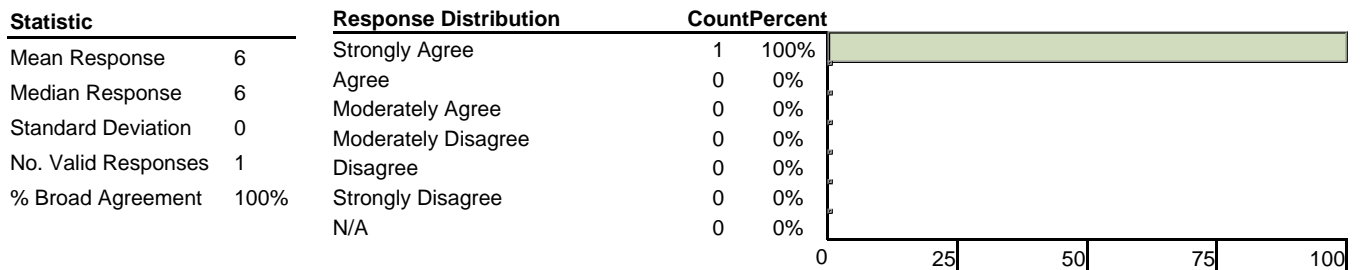 Statistic
Mean Response 6
Median Response 6
Standard Deviation 0
No. Valid Responses 1
% Broad Agreement 100%
Response Distribution CountPercent
Strongly Agree 1 100%
Agree 0 0%
Moderately Agree 0 0%
Moderately Disagree 0 0%
Disagree 0 0%
Strongly Disagree 0 0%
N/A 0 0%
0 25 50 75 100